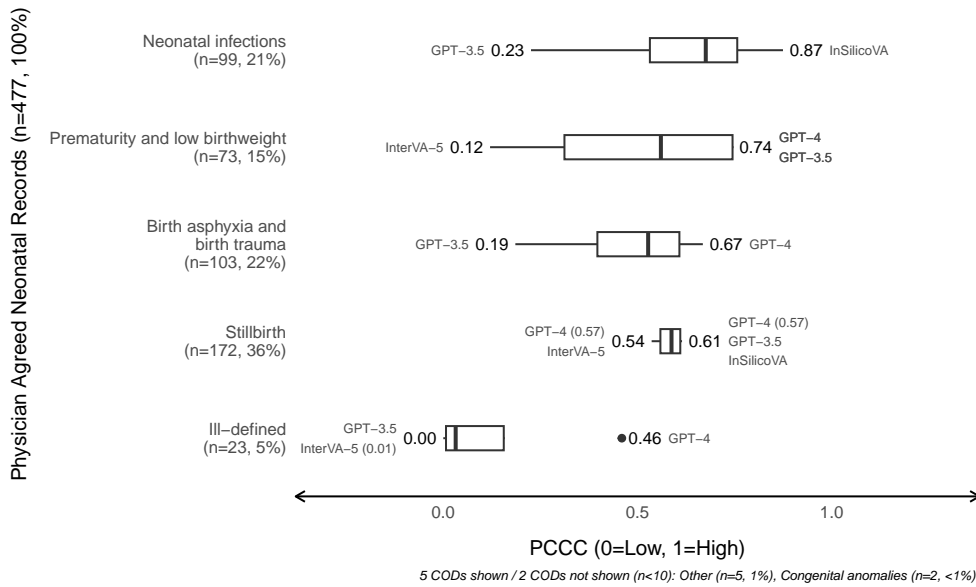 Physician Agreed Neonatal Records (n=477, 100%)
Neonatal infections
(n=99, 21%)
GPT−3.5 0.23
0.87 InSilicoVA
Prematurity and low birthweight
(n=73, 15%)
InterVA−5 0.12
0.74 GPT−4
GPT−3.5
Birth asphyxia and
birth trauma
(n=103, 22%)
GPT−3.5 0.19
0.67 GPT−4
Stillbirth
(n=172, 36%)
GPT−4 (0.57)
InterVA−5
0.54
0.61
GPT−4 (0.57)
GPT−3.5
InSilicoVA
Ill−defined
(n=23, 5%)
GPT−3.5
InterVA−5 (0.01)
0.00
0.46 GPT−4
0.0 0.5 1.0
PCCC (0=Low, 1=High)
5 CODs shown / 2 CODs not shown (n<10): Other (n=5, 1%), Congenital anomalies (n=2, <1%)